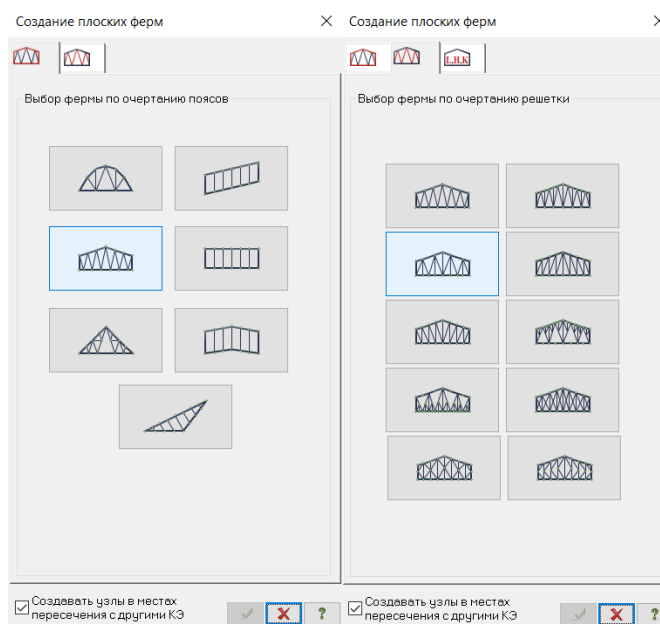 Создание плоских ферм
Выбор фермы по очертанию поясов
Создавать узлы в местах
пересечения с другими КЭ
?
Создание плоских ферм
L,H,K
Выбор фермы по очертанию решетки
Создавать узлы в местах
пересечения с другими КЭ
?